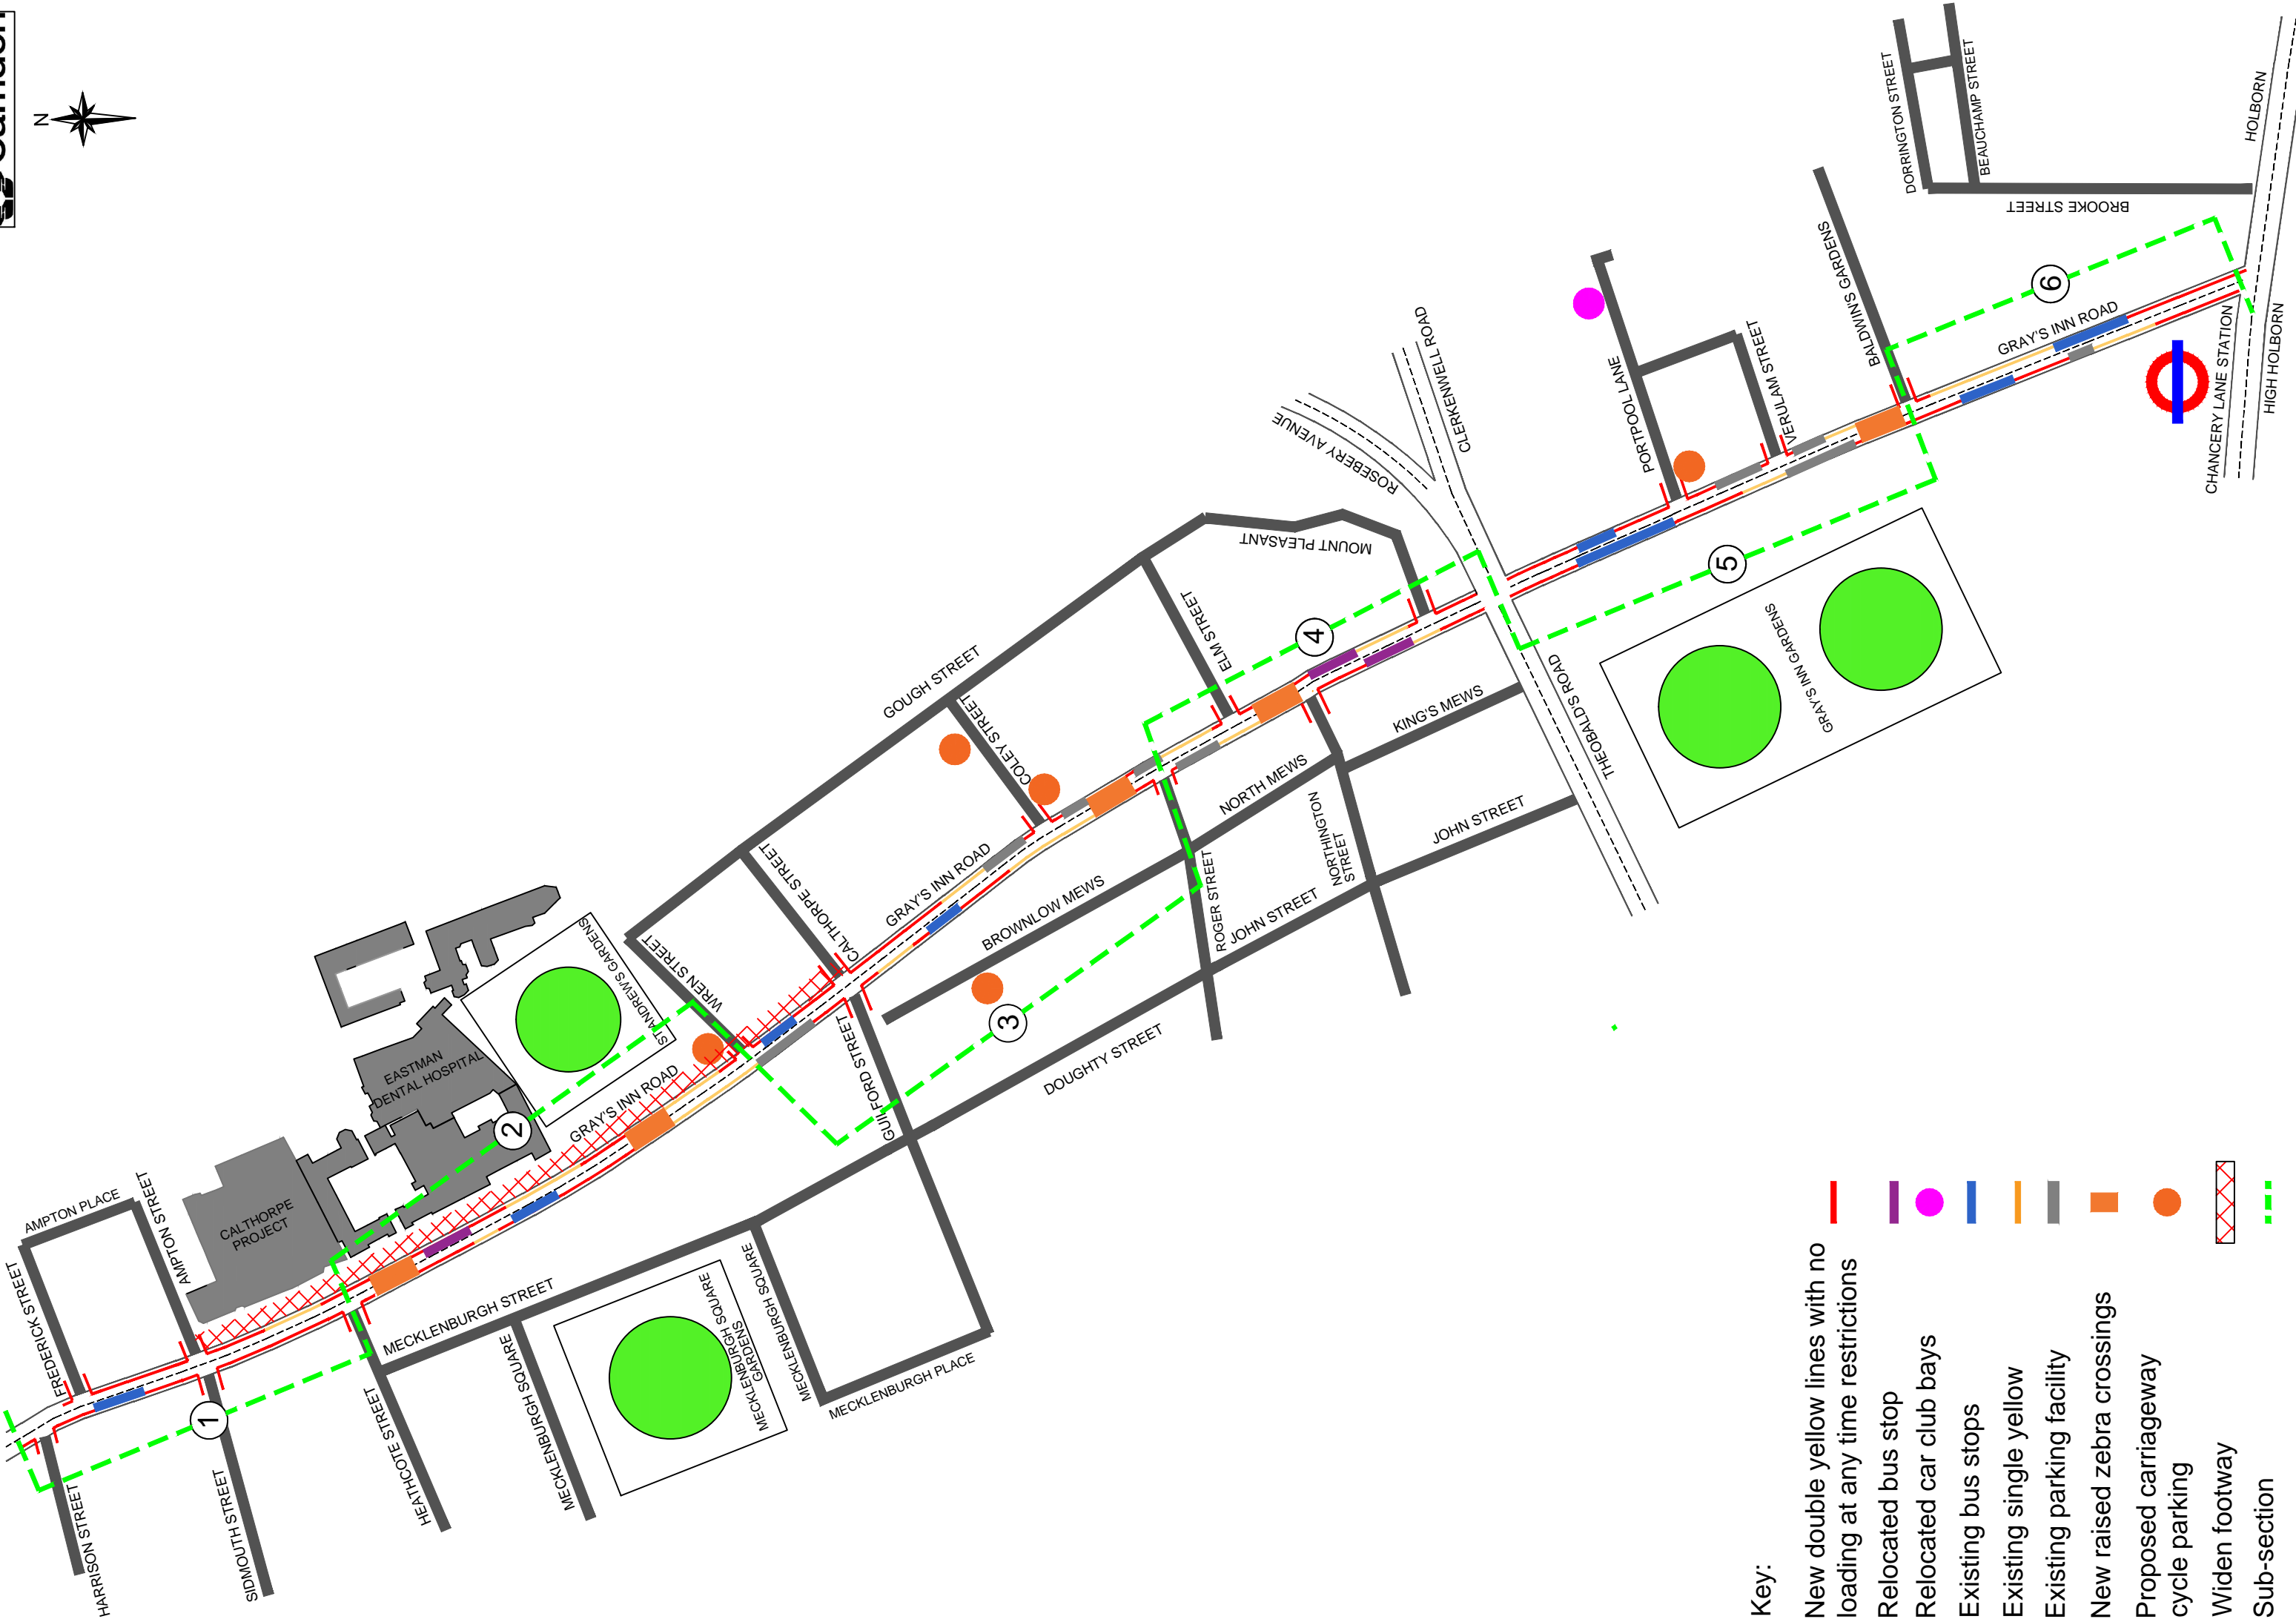 Camden
N
HARRISON STREET
FREDERICK STREET
AMPTON PLACE
AMPTON STREET
SIDMOUTH STREET
1
CALTHORPE
PROJECT
EASTMAN
DENTAL HOSPITAL
HEATHCOTE STREET
MECKLENBURGH STREET
MECKLENBURGH SQUARE
MECKLENBURGH SQUARE
GARDENS
MECKLENBURGH SQUARE
MECKLENBURGH PLACE
2
GRAY'S INN ROAD
ST ANDREW'S GARDENS
WREN STREET
CALTHORPE STREET
GUILFORD STREET
GOUGH STREET
GRAY'S INN ROAD
COLEY STREET
BROWNLOW MEWS
3
DOUGHTY STREET
ROGER STREET
JOHN STREET
NORTH MEWS
NORTHINGTON
STREET
KING'S MEWS
JOHN STREET
ELM STREET
4
MOUNT PLEASANT
ROSEBERY AVENUE
CLERKENWELL ROAD
THEOBALD'S ROAD
GRAY'S INN GARDENS
5
PORTPOOL LANE
VERULAM STREET
BALDWIN'S GARDENS
DORRINGTON STREET
BEAUCHAMP STREET
BROOKE STREET
6
GRAY'S INN ROAD
CHANCERY LANE STATION
HIGH HOLBORN
HOLBORN
Key:
New double yellow lines with no
loading at any time restrictions
Relocated bus stop
Relocated car club bays
Existing bus stops
Existing single yellow
Existing parking facility
New raised zebra crossings
Proposed carriageway
cycle parking
Widen footway
Sub-section